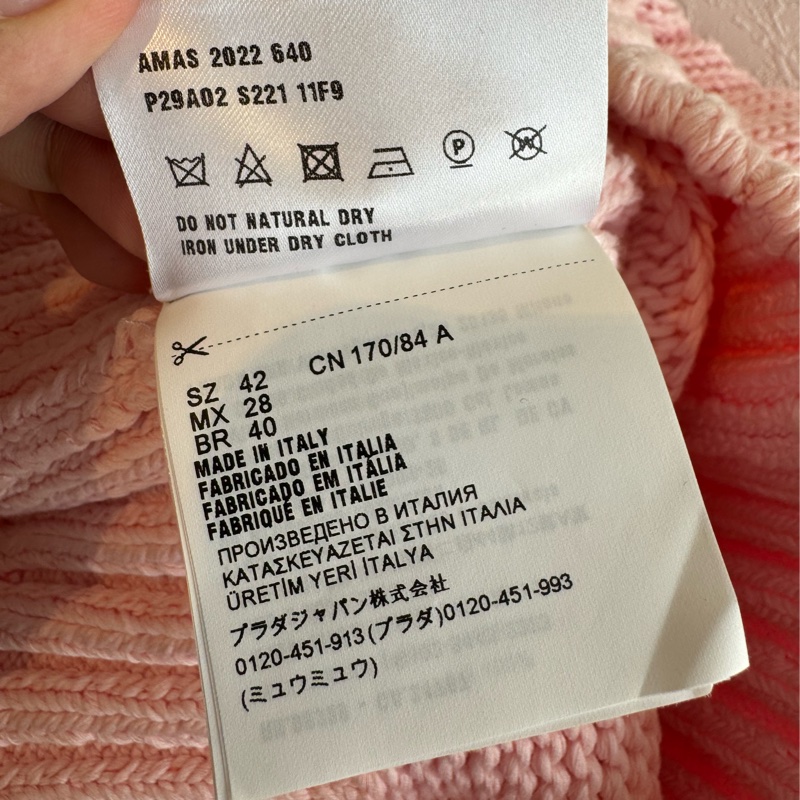 AMAS 2022 640
P29A02 S221 11F9
P
W
DO NOT NATURAL DRY
IRON UNDER DRY CLOTH
SZ 42 CN 170/84 A
MX 28
BR 40
MADE IN ITALY
FABRICADO EN ITALIA
FABRICADO EM ITÁLIA
FABRIQUÉ EN ITALIE
ПРОИЗВЕДЕНО В ИТАЛИЯ
ΚΑΤΑΣΚΕΥΑΖΕΤΑΙ ΣΤΗΝ ΙΤΑΛΙΑ
ÜRETİM YERİ İTALYA
プラダジャパン株式会社
0120-451-913(プラダ)0120-451-993
(ミュウミュウ)